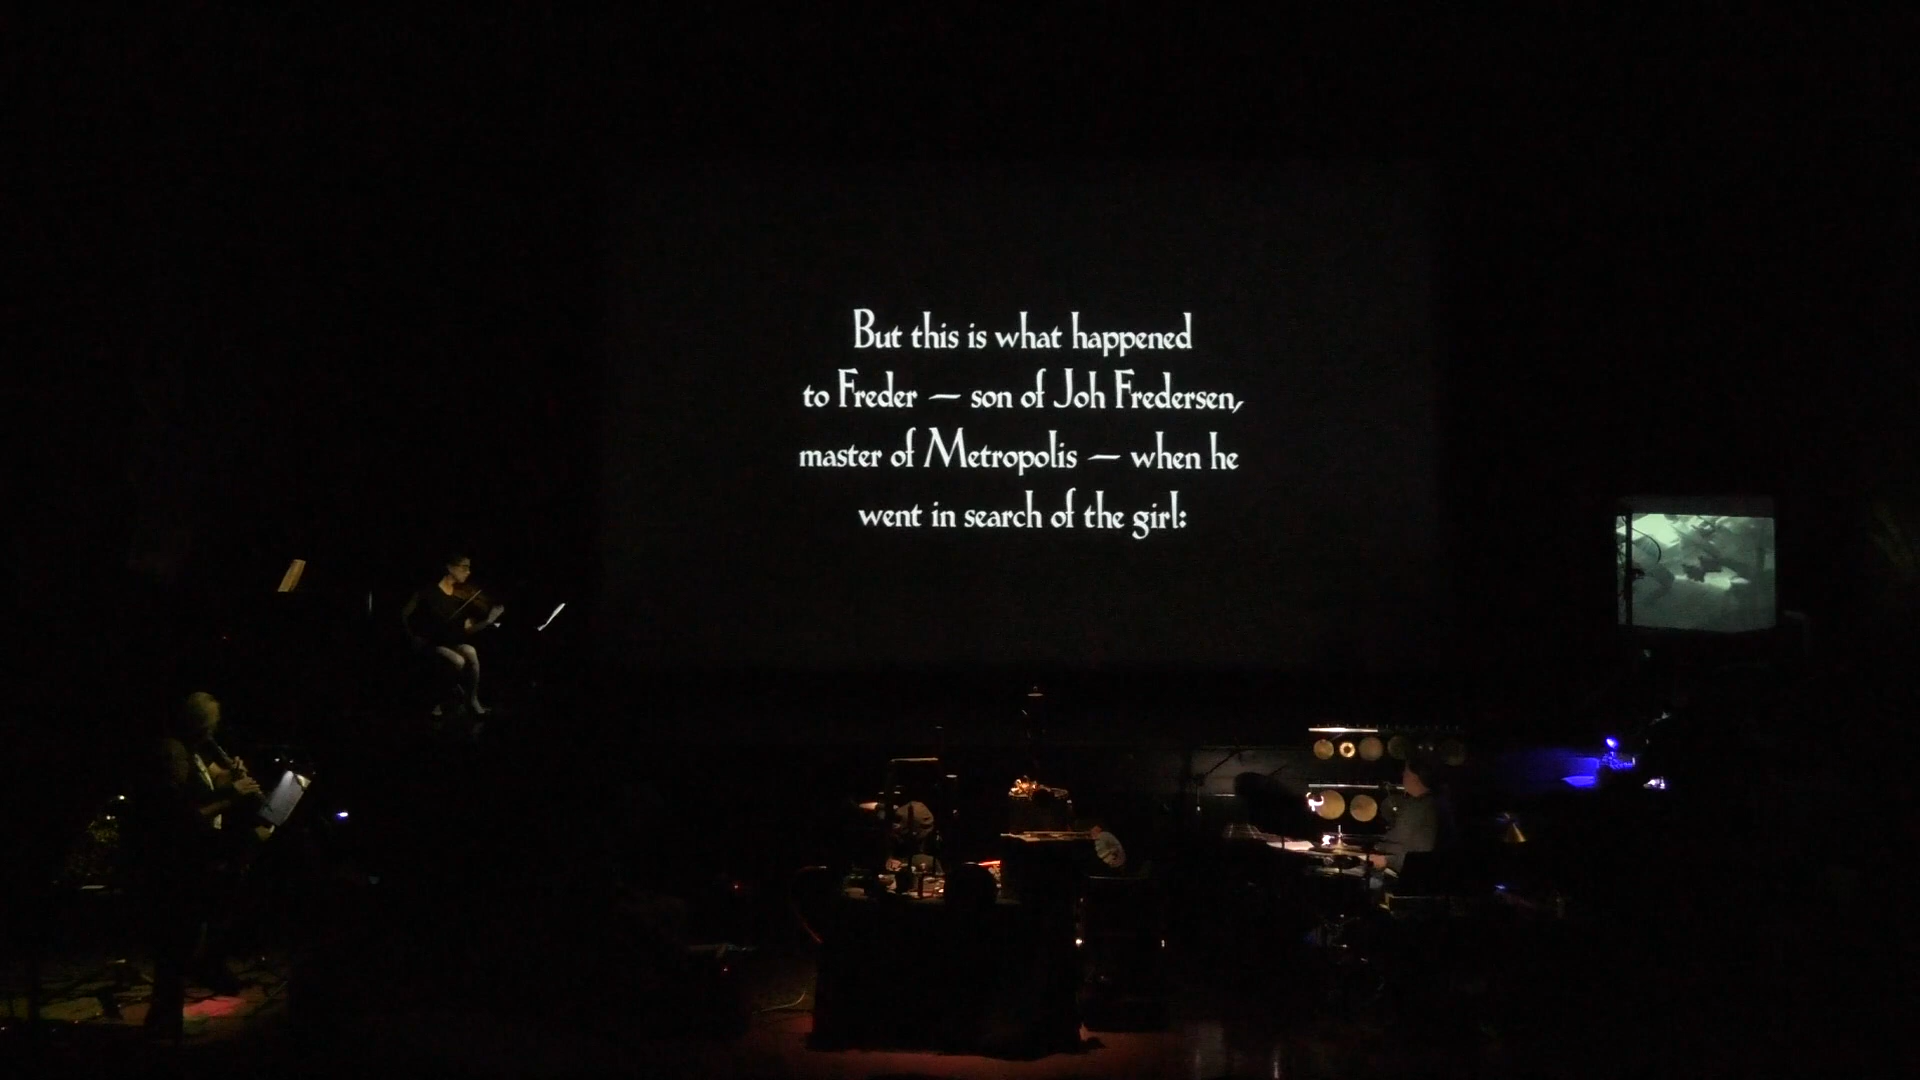 But this is what happened
to Freder — son of Joh Fredersen,
master of Metropolis — when he
went in search of the girl: